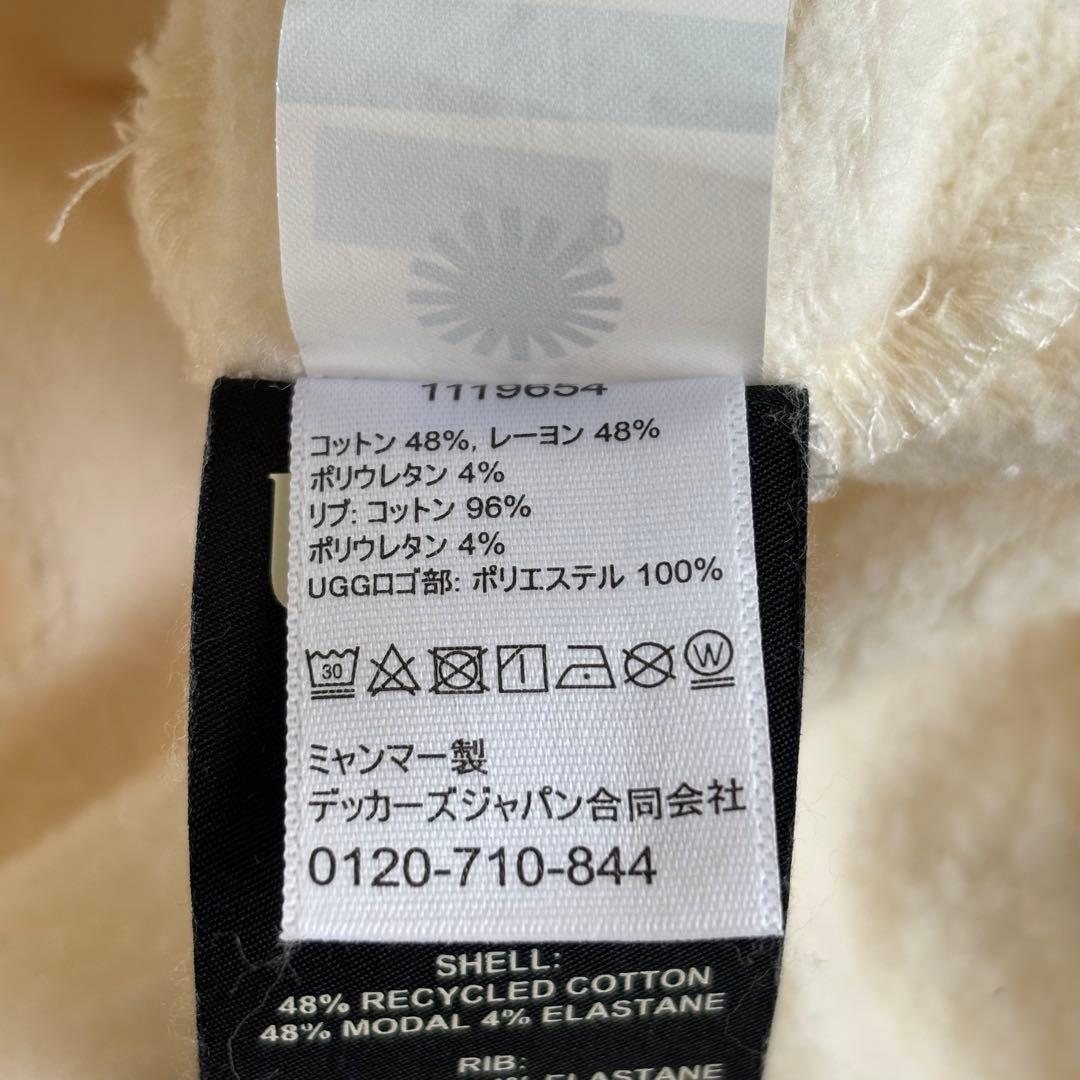 1119654
コットン 48%, レーヨン 48%
ポリウレタン 4%
リブ: コットン 96%
ポリウレタン 4%
UGGロゴ部: ポリエステル 100%
30
W
ミャンマー製
デッカーズジャパン合同会社
0120-710-844
SHELL:
48% RECYCLED COTTON
48% MODAL 4% ELASTANE
RIB:
ELASTANE